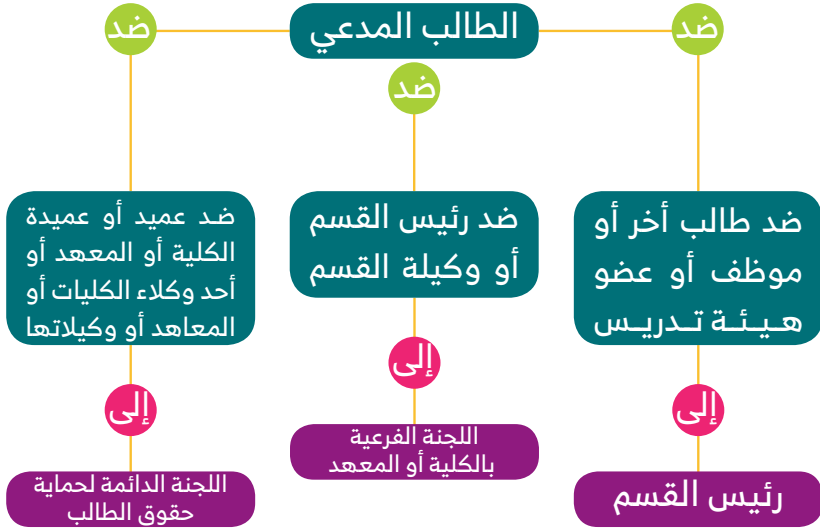 الطالب المدعي
ضد
ضد طالب أخر أو
موظف أو عضو
هيئة تدريس
إلى
رئيس القسم
ضد
ضد رئيس القسم
أو وكيلة القسم
إلى
اللجنة الفرعية
بالكلية أو المعهد
ضد
ضد عميد أو عميدة
الكلية أو المعهد أو
أحد وكلاء الكليات أو
المعاهد أو وكيلاتها
إلى
اللجنة الدائمة لحماية
حقوق الطالب